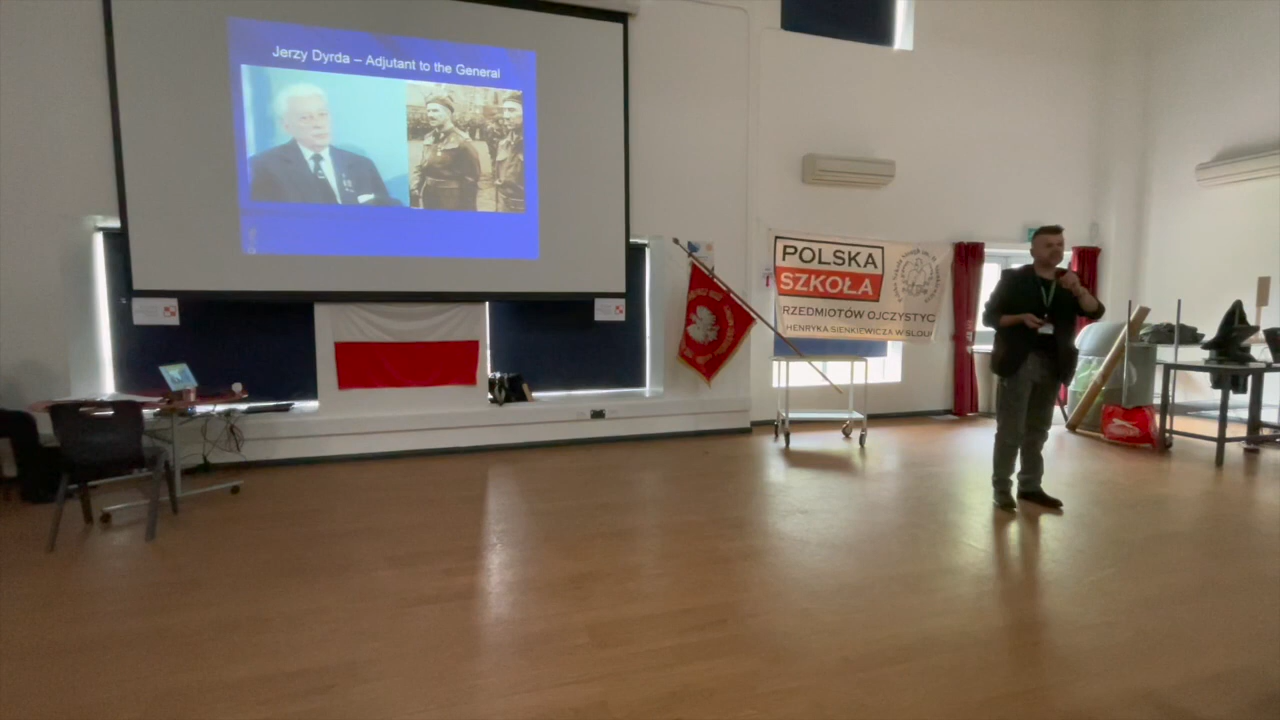 Jerzy Dyrda – Adjutant to the General
POLSKA
SZKOŁA
RZEDMIOTÓW OJCZYSTYC
HENRYKA SIENKIEWICZA W SLOU